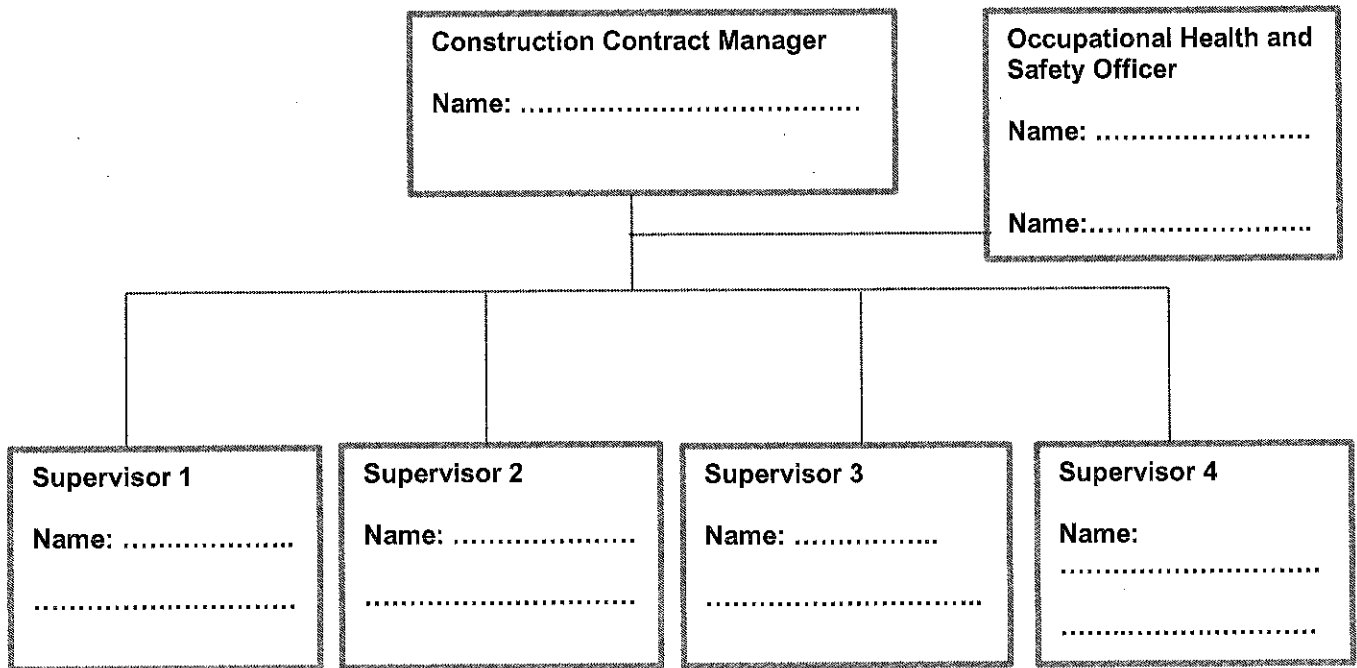 Construction Contract Manager
Name: ..........................................
Occupational Health and
Safety Officer
Name: ..........................
Name:...........................
Supervisor 1
Name: .....................
................................
Supervisor 2
Name: ......................
.................................
Supervisor 3
Name: .................
..................................
Supervisor 4
Name:
................................
...............................